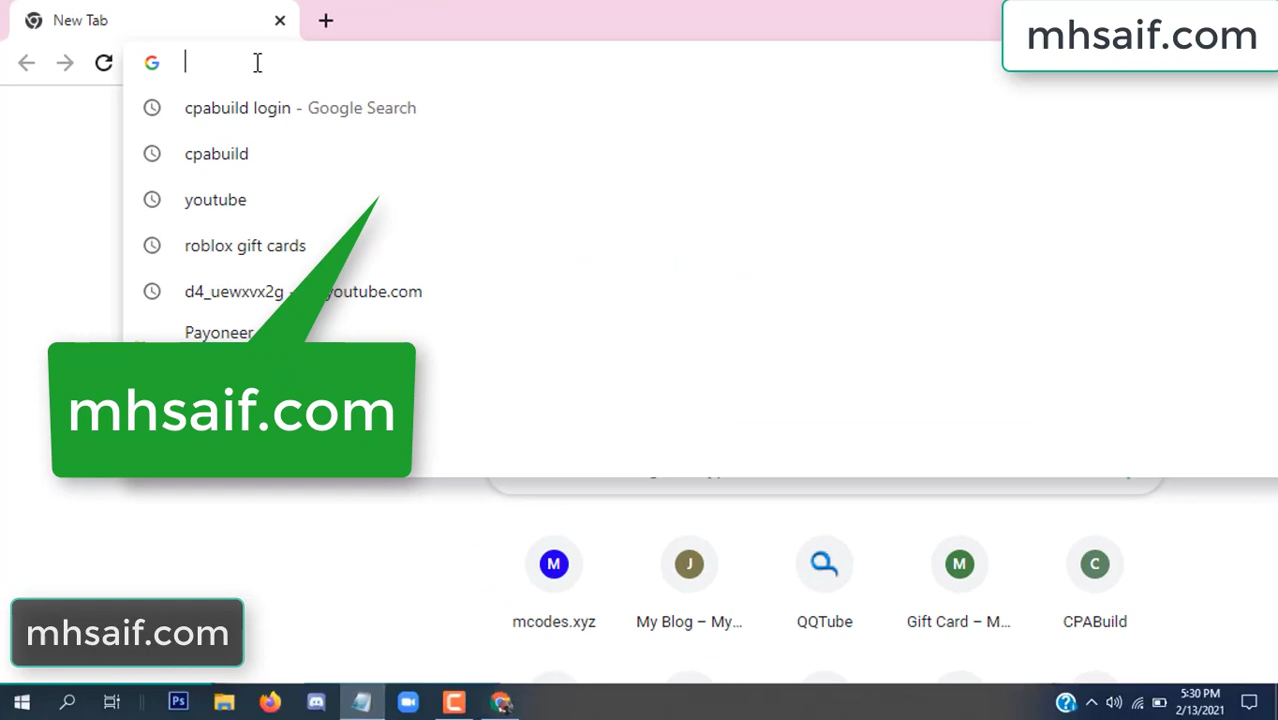 New Tab
mhsaif.com
cpabuild login - Google Search
cpabuild
youtube
roblox gift cards
d4_uewxvx2g - youtube.com
Payoneer
mhsaif.com
M
J
M
C
mcodes.xyz
My Blog – My...
QQTube
Gift Card – M...
CPABuild
mhsaif.com
Ps
5:30 PM
2/13/2021